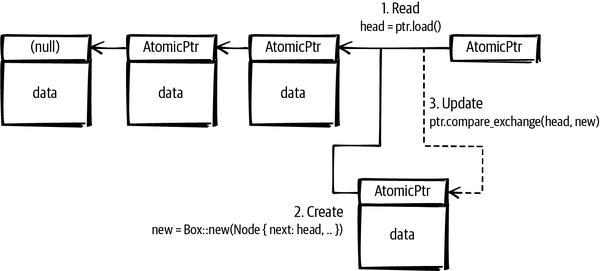 1. Read
head = ptr.load()
(null)
AtomicPtr
AtomicPtr
AtomicPtr
data
data
data
3. Update
ptr.compare_exchange(head, new)
AtomicPtr
2. Create
new = Box::new(Node { next: head, .. })
data